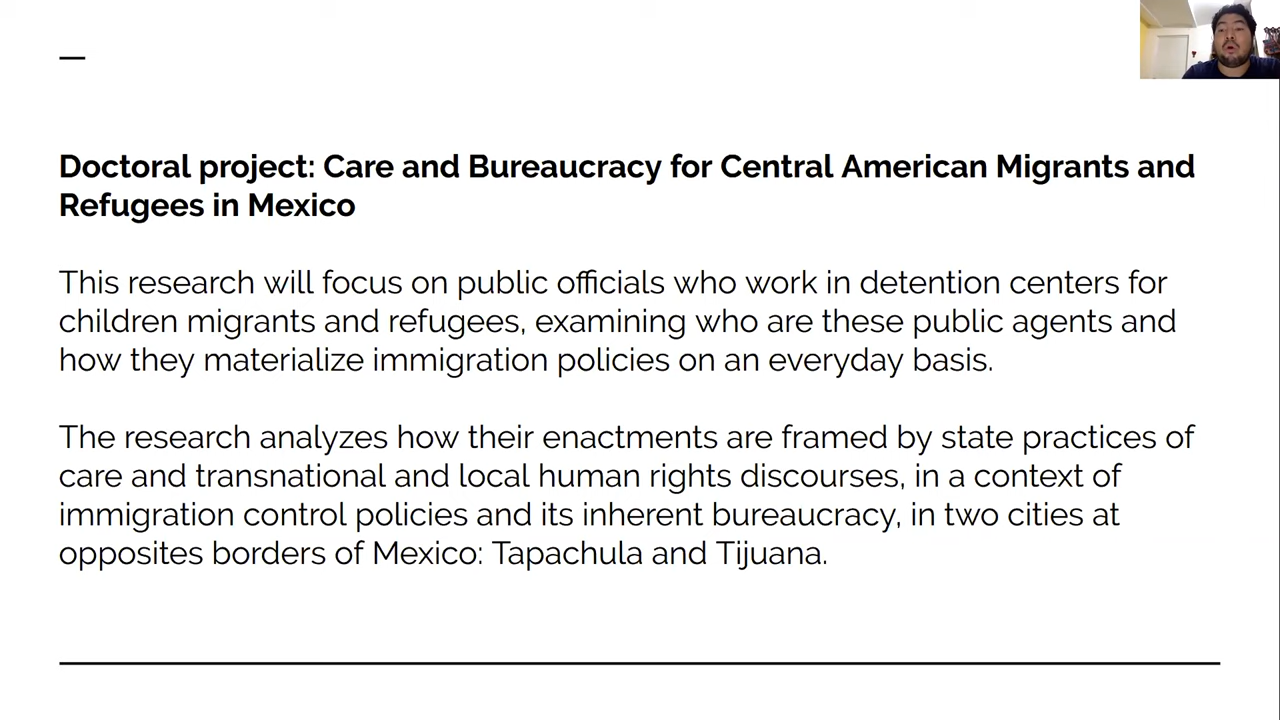 Doctoral project: Care and Bureaucracy for Central American Migrants and
Refugees in Mexico
This research will focus on public officials who work in detention centers for
children migrants and refugees, examining who are these public agents and
how they materialize immigration policies on an everyday basis.
The research analyzes how their enactments are framed by state practices of
care and transnational and local human rights discourses, in a context of
immigration control policies and its inherent bureaucracy, in two cities at
opposites borders of Mexico: Tapachula and Tijuana.